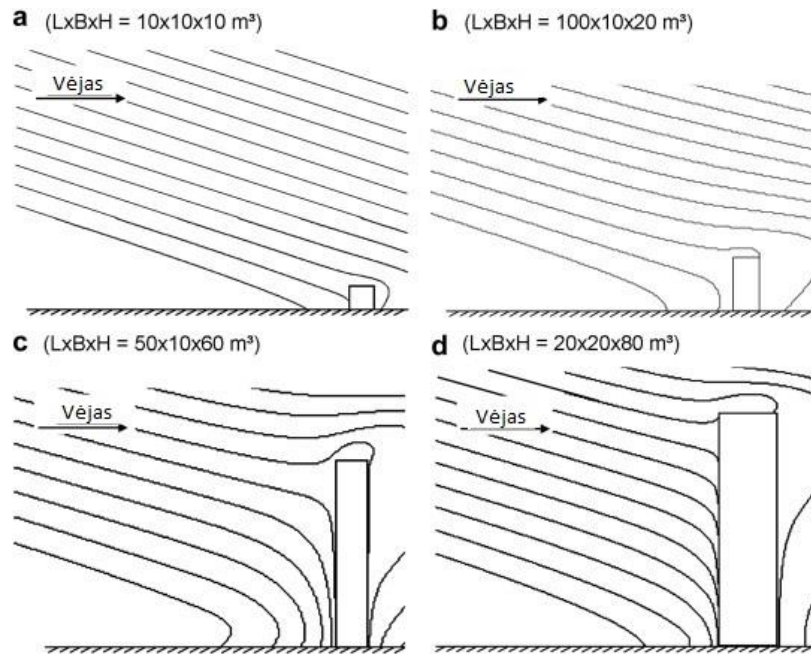 a (LxBxH = 10x10x10 m³)
Vėjas
b (LxBxH = 100x10x20 m³)
Vėjas
c (LxBxH = 50x10x60 m³)
Vėjas
d (LxBxH = 20x20x80 m³)
Vėjas